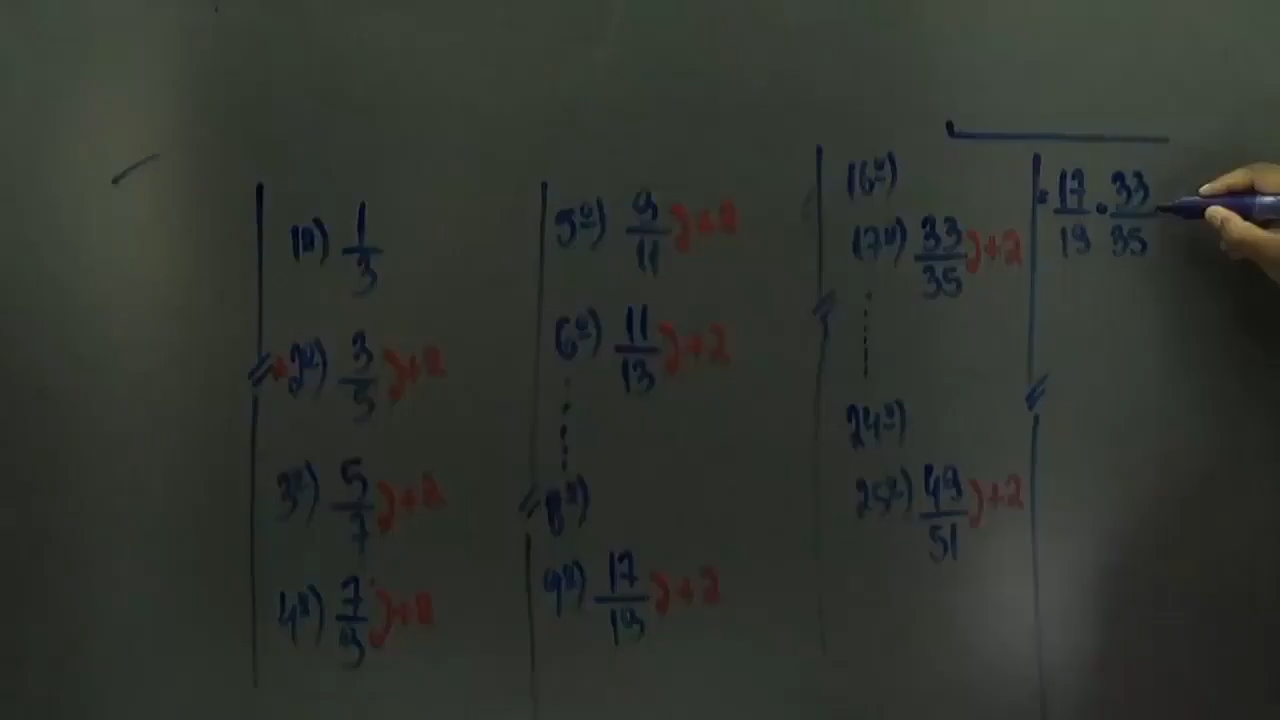 1º) 1/3
2º) 3/5 )+2
3º) 5/7 )+2
4º) 7/9 )+2
5º) 9/11 )+2
6º) 11/13 )+2
8º)
9º) 17/19 )+2
16º)
17º) 33/35 )+2
24º)
25º) 49/51 )+2
17/19 • 33/35